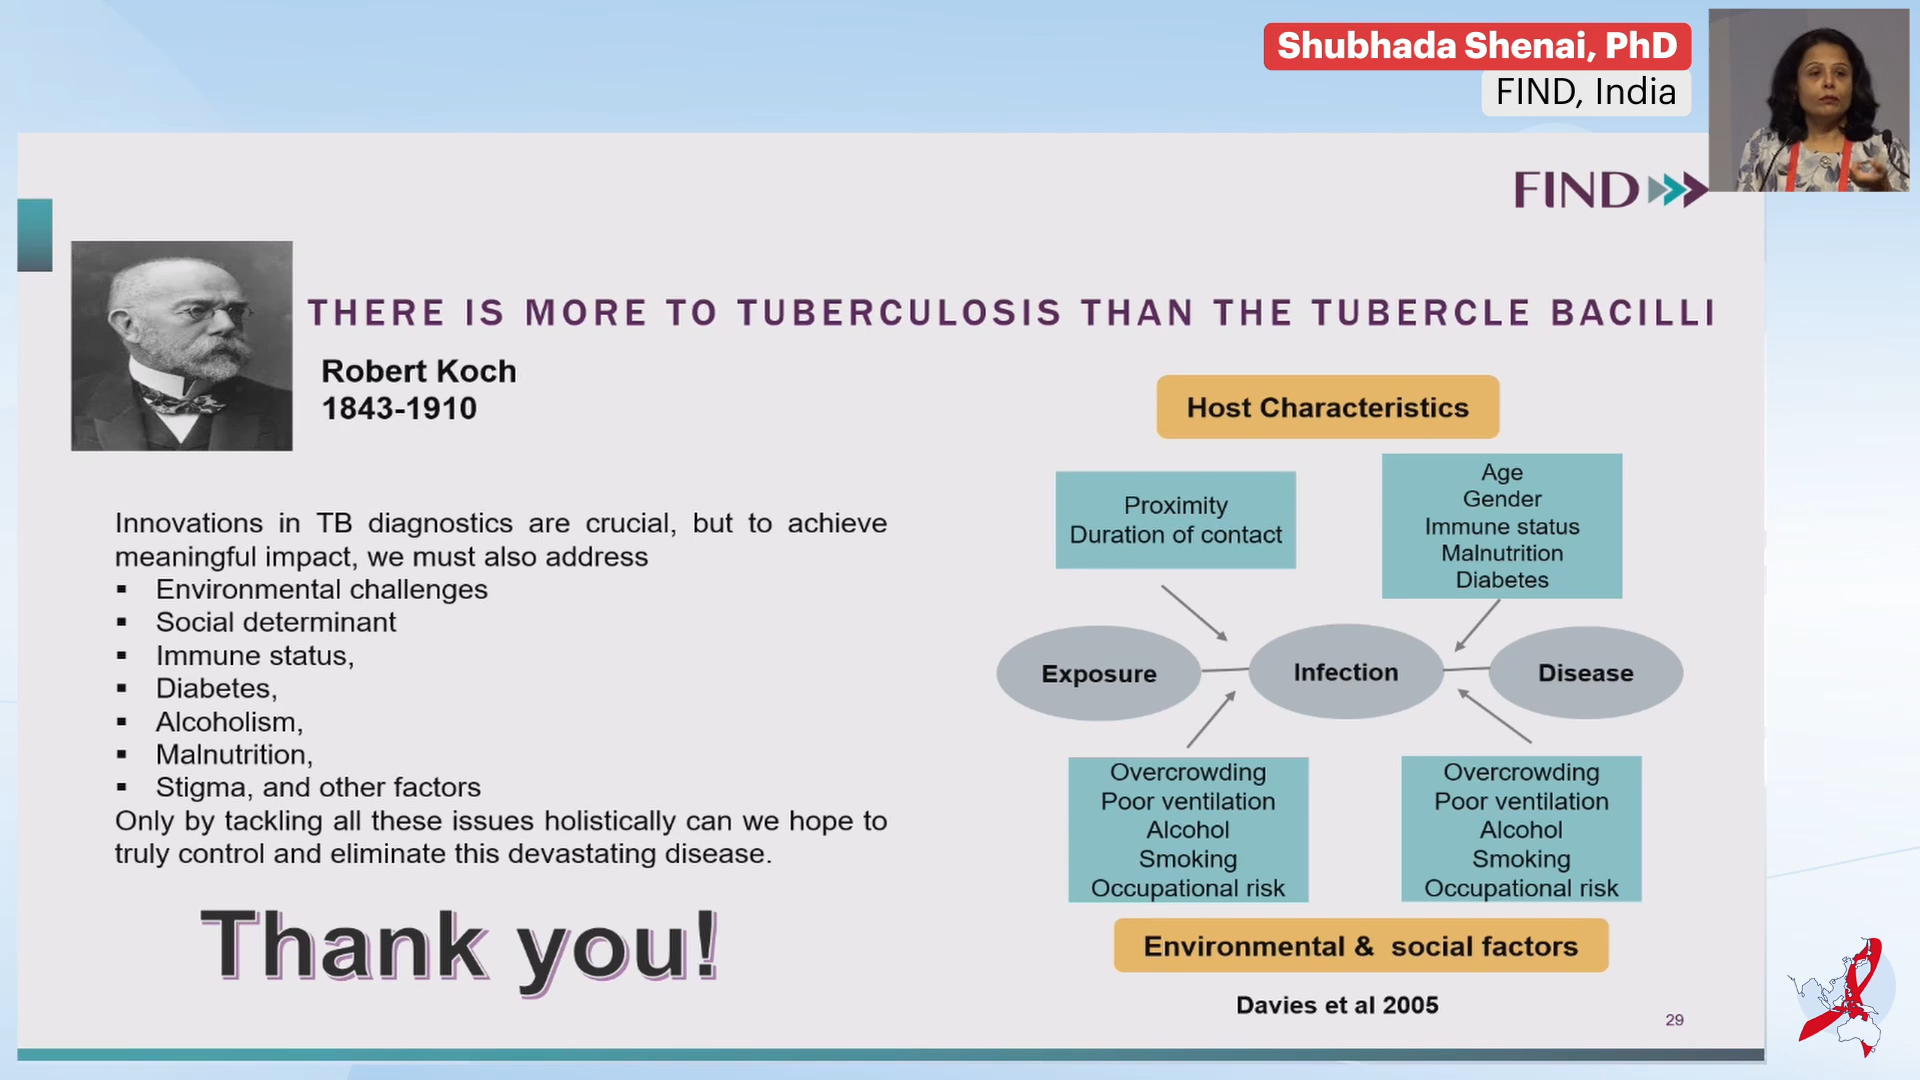 Shubhada Shenai, PhD
FIND, India
FIND
THERE IS MORE TO TUBERCULOSIS THAN THE TUBERCLE BACILLI
Robert Koch
1843-1910
Innovations in TB diagnostics are crucial, but to achieve
meaningful impact, we must also address
▪ Environmental challenges
▪ Social determinant
▪ Immune status,
▪ Diabetes,
▪ Alcoholism,
▪ Malnutrition,
▪ Stigma, and other factors
Only by tackling all these issues holistically can we hope to
truly control and eliminate this devastating disease.
Thank you!
Host Characteristics
Proximity
Duration of contact
Age
Gender
Immune status
Malnutrition
Diabetes
Exposure
Infection
Disease
Overcrowding
Poor ventilation
Alcohol
Smoking
Occupational risk
Overcrowding
Poor ventilation
Alcohol
Smoking
Occupational risk
Environmental & social factors
Davies et al 2005
29